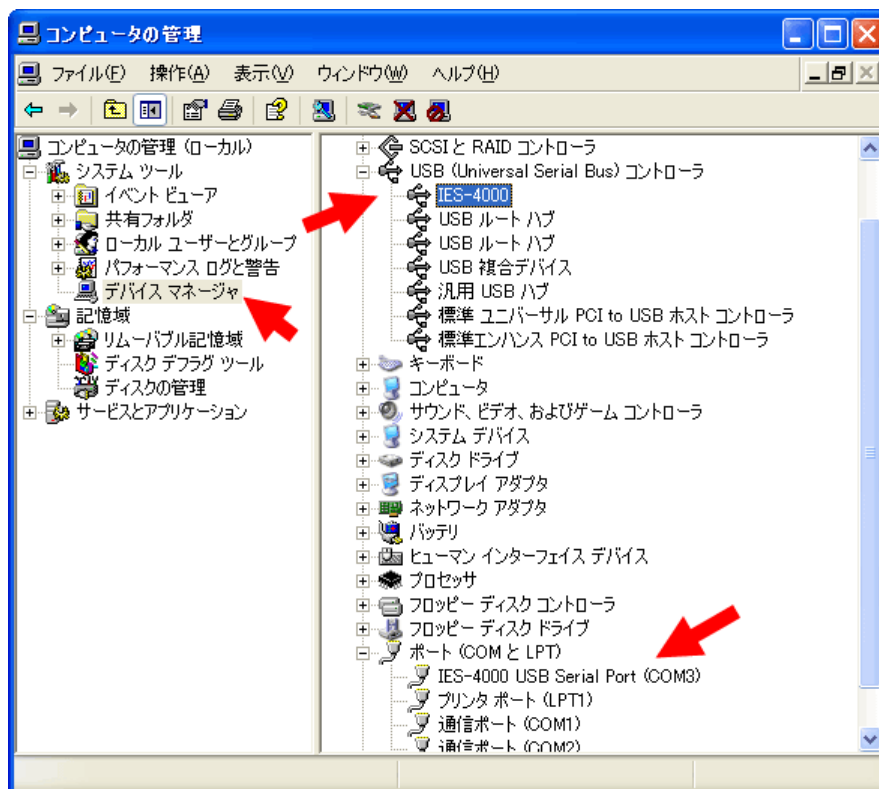 コンピュータの管理
ファイル(F) 操作(A) 表示(V) ウィンドウ(W) ヘルプ(H)
コンピュータの管理 (ローカル)
システム ツール
イベント ビューア
共有フォルダ
ローカル ユーザーとグループ
パフォーマンス ログと警告
デバイス マネージャ
記憶域
リムーバブル記憶域
ディスク デフラグ ツール
ディスクの管理
サービスとアプリケーション
SCSI と RAID コントローラ
USB (Universal Serial Bus) コントローラ
IES-4000
USB ルート ハブ
USB ルート ハブ
USB 複合デバイス
汎用 USB ハブ
標準 ユニバーサル PCI to USB ホスト コントローラ
標準エンハンス PCI to USB ホスト コントローラ
キーボード
コンピュータ
サウンド、ビデオ、およびゲーム コントローラ
システム デバイス
ディスク ドライブ
ディスプレイ アダプタ
ネットワーク アダプタ
バッテリ
ヒューマン インターフェイス デバイス
プロセッサ
フロッピー ディスク コントローラ
フロッピー ディスク ドライブ
ポート (COM と LPT)
IES-4000 USB Serial Port (COM3)
プリンタ ポート (LPT1)
通信ポート (COM1)
通信ポート (COM2)